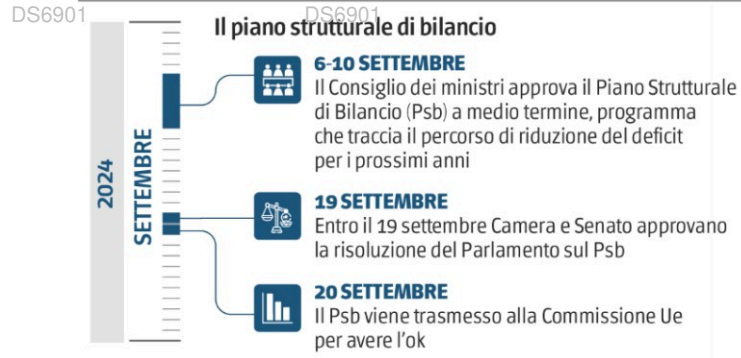 DS6901
DS6901
Il piano strutturale di bilancio
2024
SETTEMBRE
6-10 SETTEMBRE
Il Consiglio dei ministri approva il Piano Strutturale
di Bilancio (Psb) a medio termine, programma
che traccia il percorso di riduzione del deficit
per i prossimi anni
19 SETTEMBRE
Entro il 19 settembre Camera e Senato approvano
la risoluzione del Parlamento sul Psb
20 SETTEMBRE
Il Psb viene trasmesso alla Commissione Ue
per avere l'ok